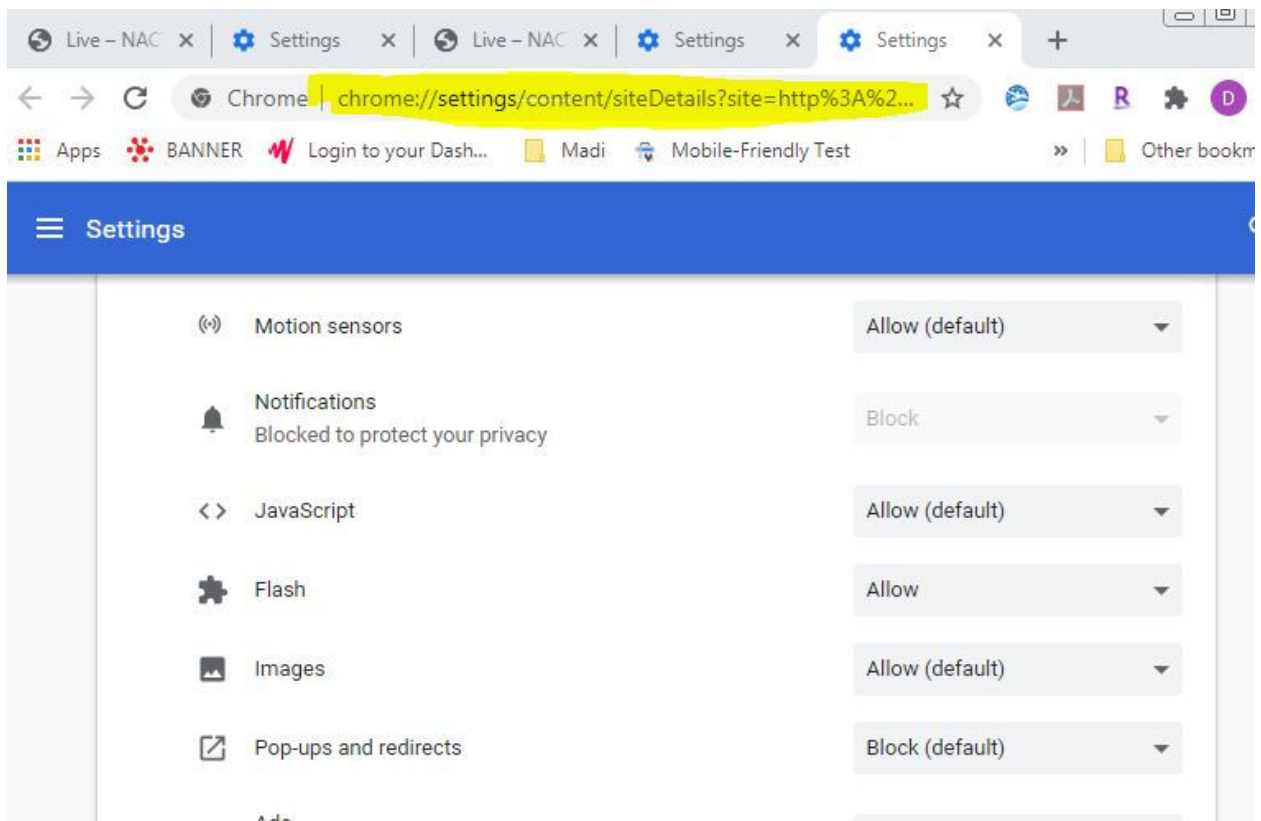 Live – NAC Settings Live – NAC Settings Settings
Chrome | chrome://settings/content/siteDetails?site=http%3A%2...
Apps BANNER Login to your Dash... Madi Mobile-Friendly Test » Other bookm
Settings
Motion sensors Allow (default)
Notifications
Blocked to protect your privacy Block
JavaScript Allow (default)
Flash Allow
Images Allow (default)
Pop-ups and redirects Block (default)